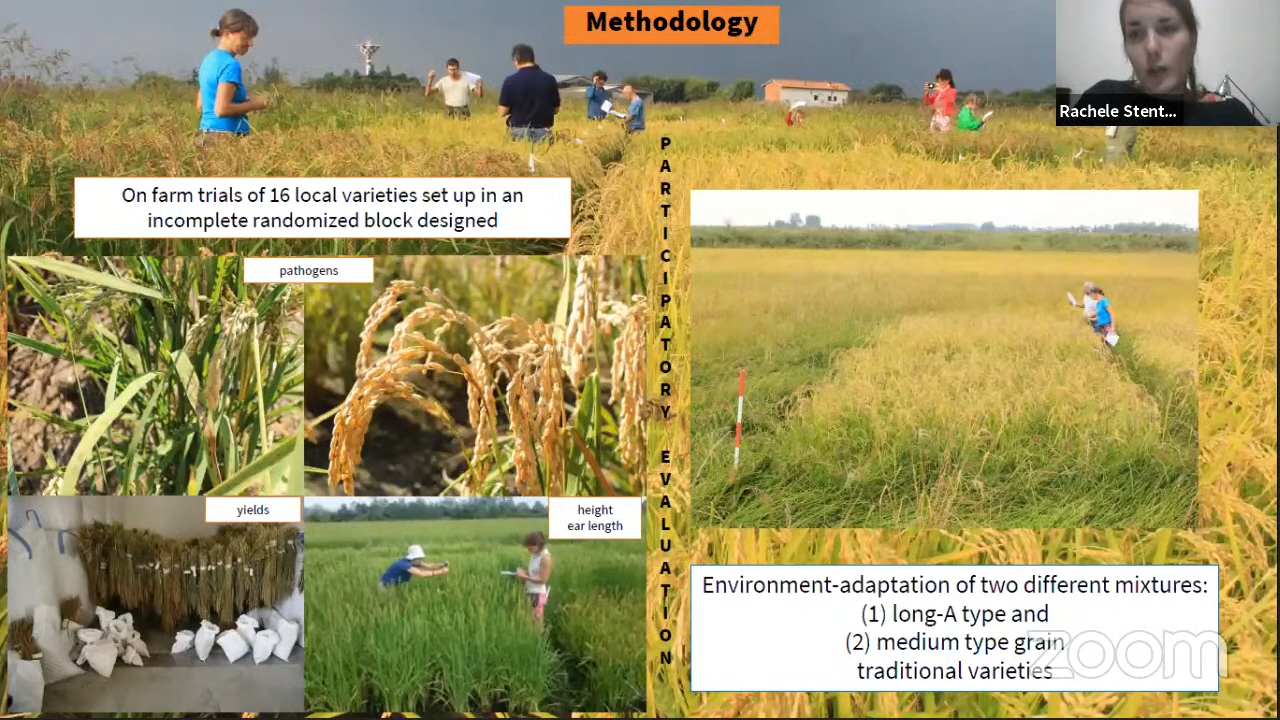 Methodology
Rachele Stent...
On farm trials of 16 local varieties set up in an
incomplete randomized block designed
pathogens
yields
height
ear length
PARTICIPATORY EVALUATION
Environment-adaptation of two different mixtures:
(1) long-A type and
(2) medium type grain
traditional varieties
zoom